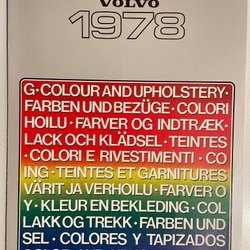 VOLVO
1978
G·COLOUR AND UPHOLSTERY·
FARBEN UND BEZÜGE·COLORI
HOILU·FARVER OG INDTRÆK·
LACK OCH KLÄDSEL·TEINTES
·COLORI E RIVESTIMENTI·CO
ING·TEINTES ET GARNITURES
VÄRIT JA VERHOILU·FARVER O
Y·KLEUR EN BEKLEDING·COL
LAKK OG TREKK·FARBEN UND
SEL·COLORES Y TAPIZADOS